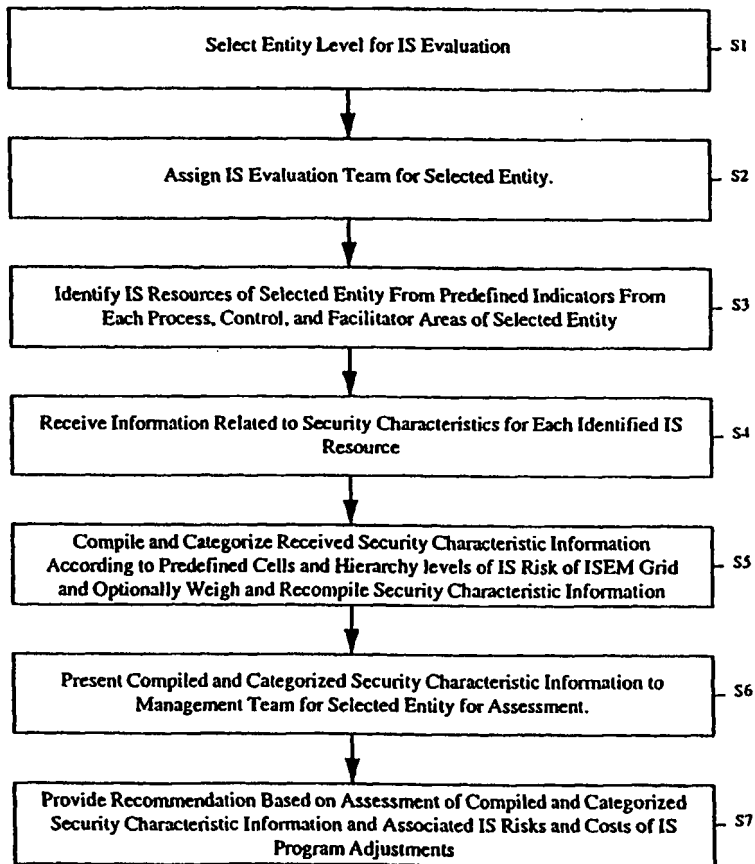 Select Entity Level for IS Evaluation
S1
Assign IS Evaluation Team for Selected Entity.
S2
Identify IS Resources of Selected Entity From Predefined Indicators From
Each Process, Control, and Facilitator Areas of Selected Entity
S3
Receive Information Related to Security Characteristics for Each Identified IS
Resource
S4
Compile and Categorize Received Security Characteristic Information
According to Predefined Cells and Hierarchy levels of IS Risk of ISEM Grid
and Optionally Weigh and Recompile Security Characteristic Information
S5
Present Compiled and Categorized Security Characteristic Information to
Management Team for Selected Entity for Assessment.
S6
Provide Recommendation Based on Assessment of Compiled and Categorized
Security Characteristic Information and Associated IS Risks and Costs of IS
Program Adjustments
S7